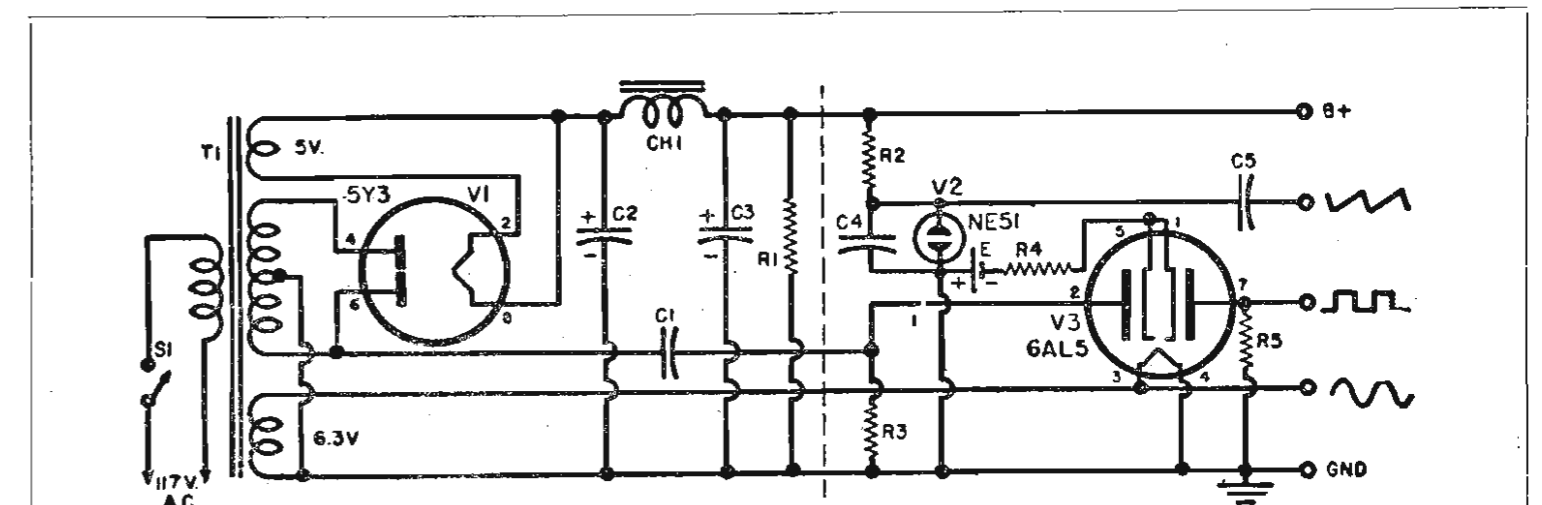 B+
CH1
T1
5V.
R2
C5
5Y3
V1
V2
2
4
C2
+
-
C3
+
-
C4
NE51
E
+
-
R4
5
1
R1
6
8
2
1
7
V3
6AL5
C1
R5
S1
3
4
6.3V
R3
GND
117V.
AC